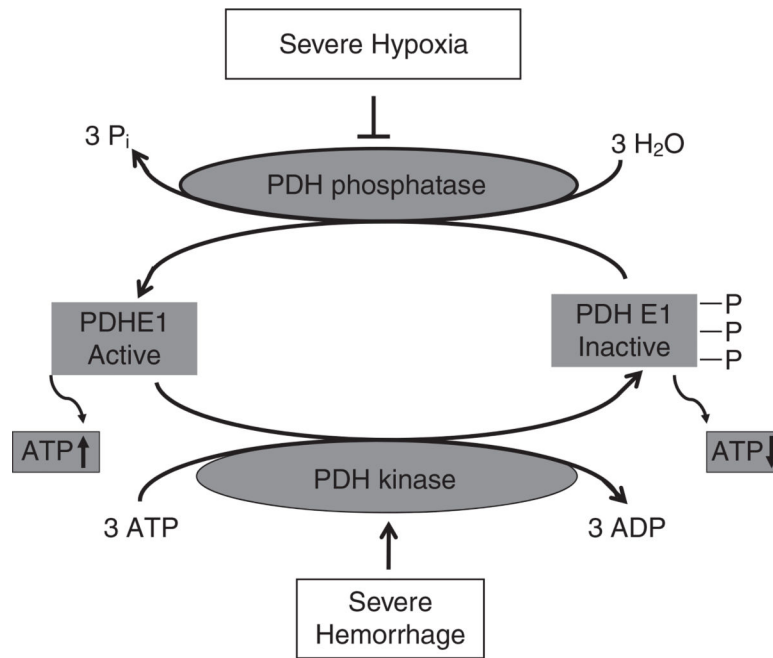 Severe Hypoxia
3 Pᵢ
3 H₂O
PDH phosphatase
PDHE1
Active
PDH E1
Inactive
P
P
P
ATP
ATP
PDH kinase
3 ATP
3 ADP
Severe
Hemorrhage